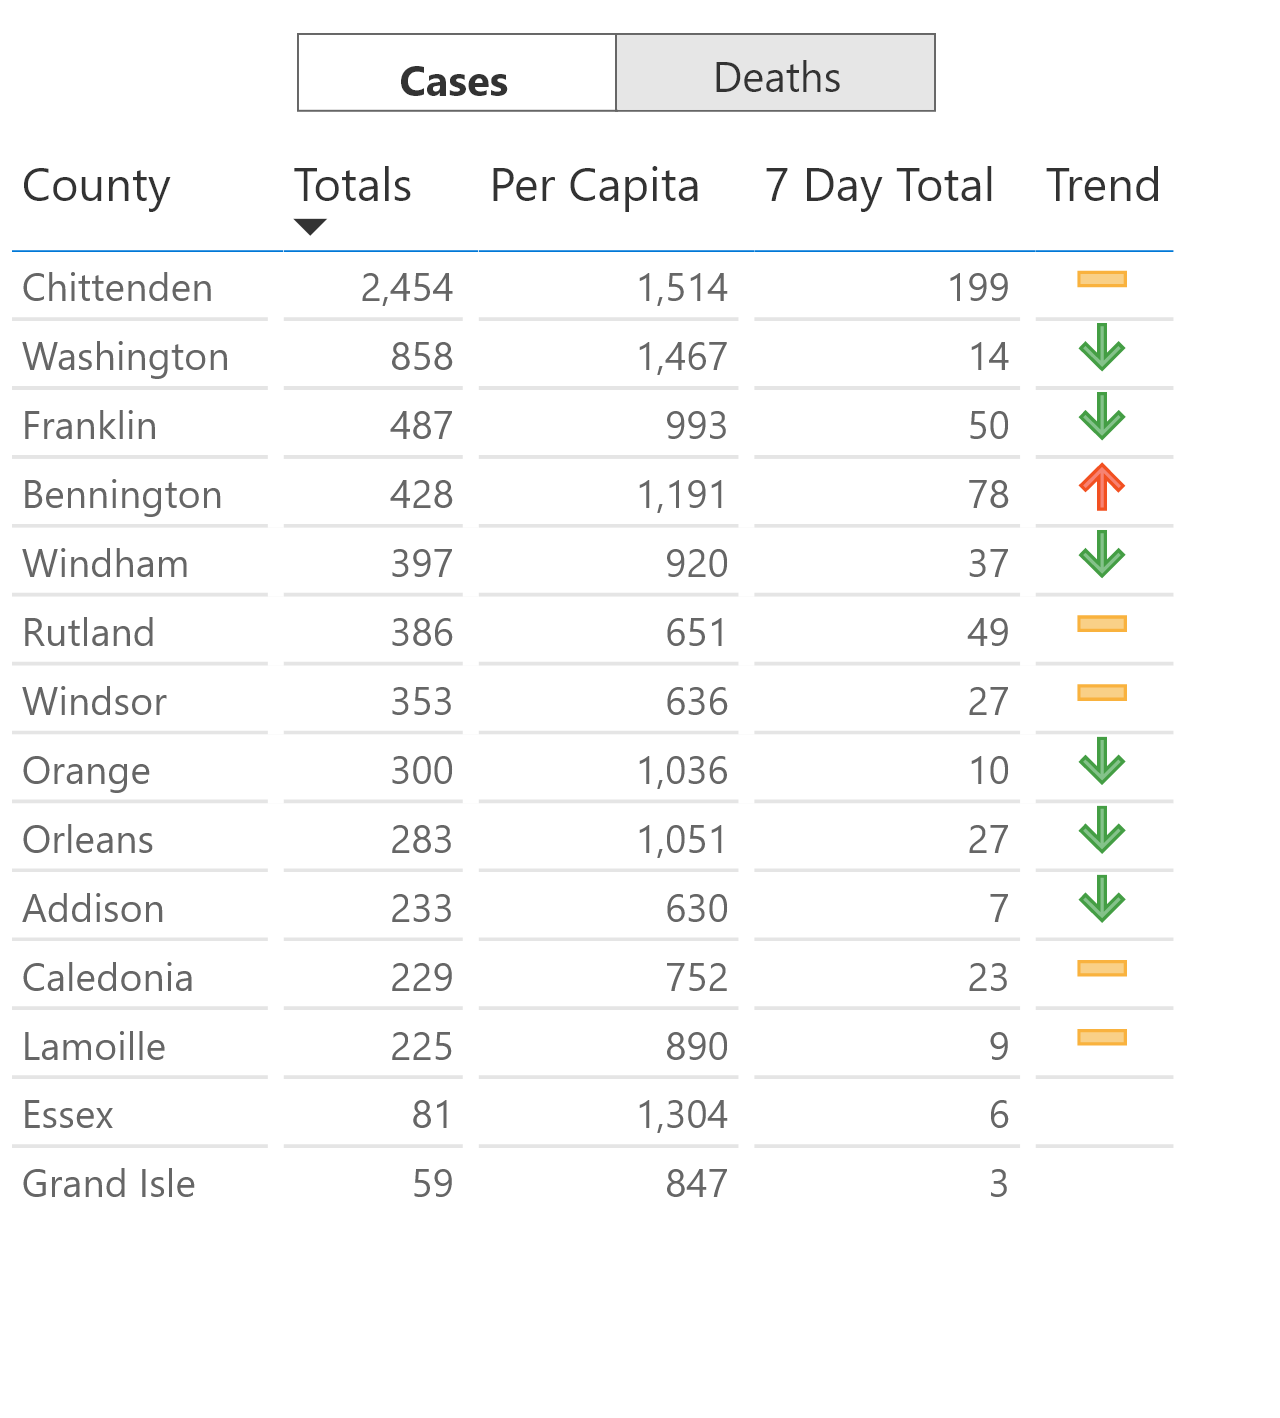 Cases Deaths
County Totals Per Capita 7 Day Total Trend
Chittenden 2,454 1,514 199
Washington 858 1,467 14
Franklin 487 993 50
Bennington 428 1,191 78
Windham 397 920 37
Rutland 386 651 49
Windsor 353 636 27
Orange 300 1,036 10
Orleans 283 1,051 27
Addison 233 630 7
Caledonia 229 752 23
Lamoille 225 890 9
Essex 81 1,304 6
Grand Isle 59 847 3